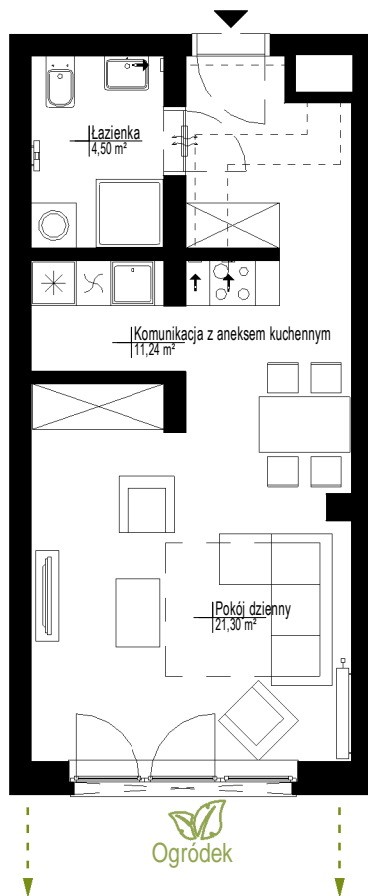 Łazienka
4,50 m²
Komunikacja z aneksem kuchennym
11,24 m²
Pokój dzienny
21,30 m²
Ogródek